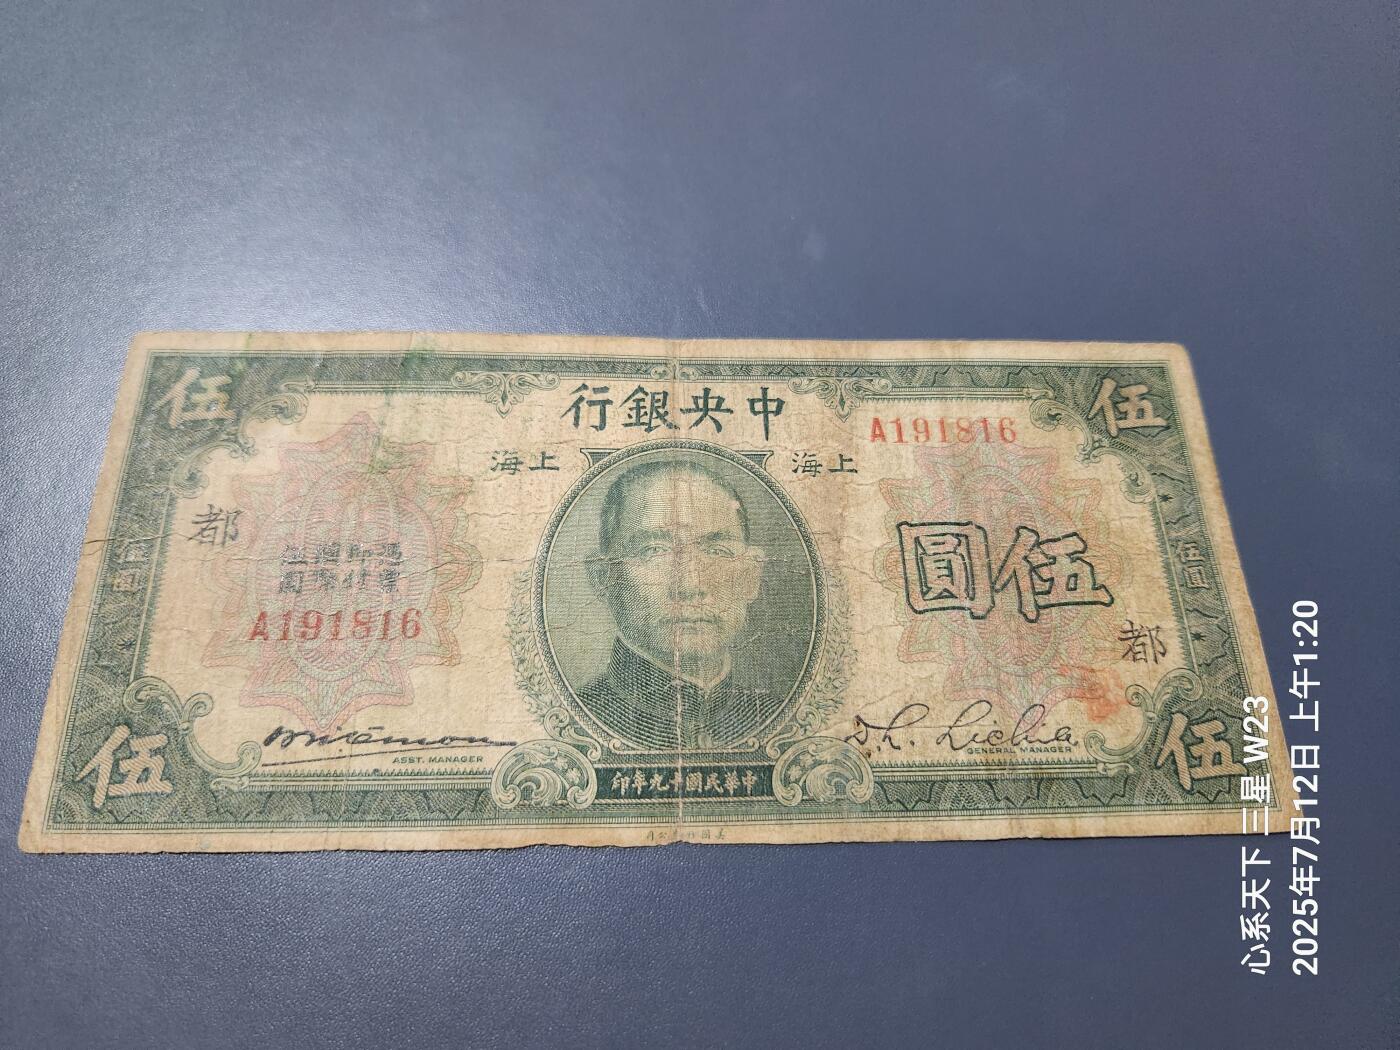 伍
伍
中央銀行
A191816
上海
上海
都
憑票即付國幣伍圓
A191816
伍圓
伍圓
都
ASST. MANAGER
GENERAL MANAGER
伍
伍
中華民國十九年印
心系天下 三星 W23
2025年7月12日 上午1:20